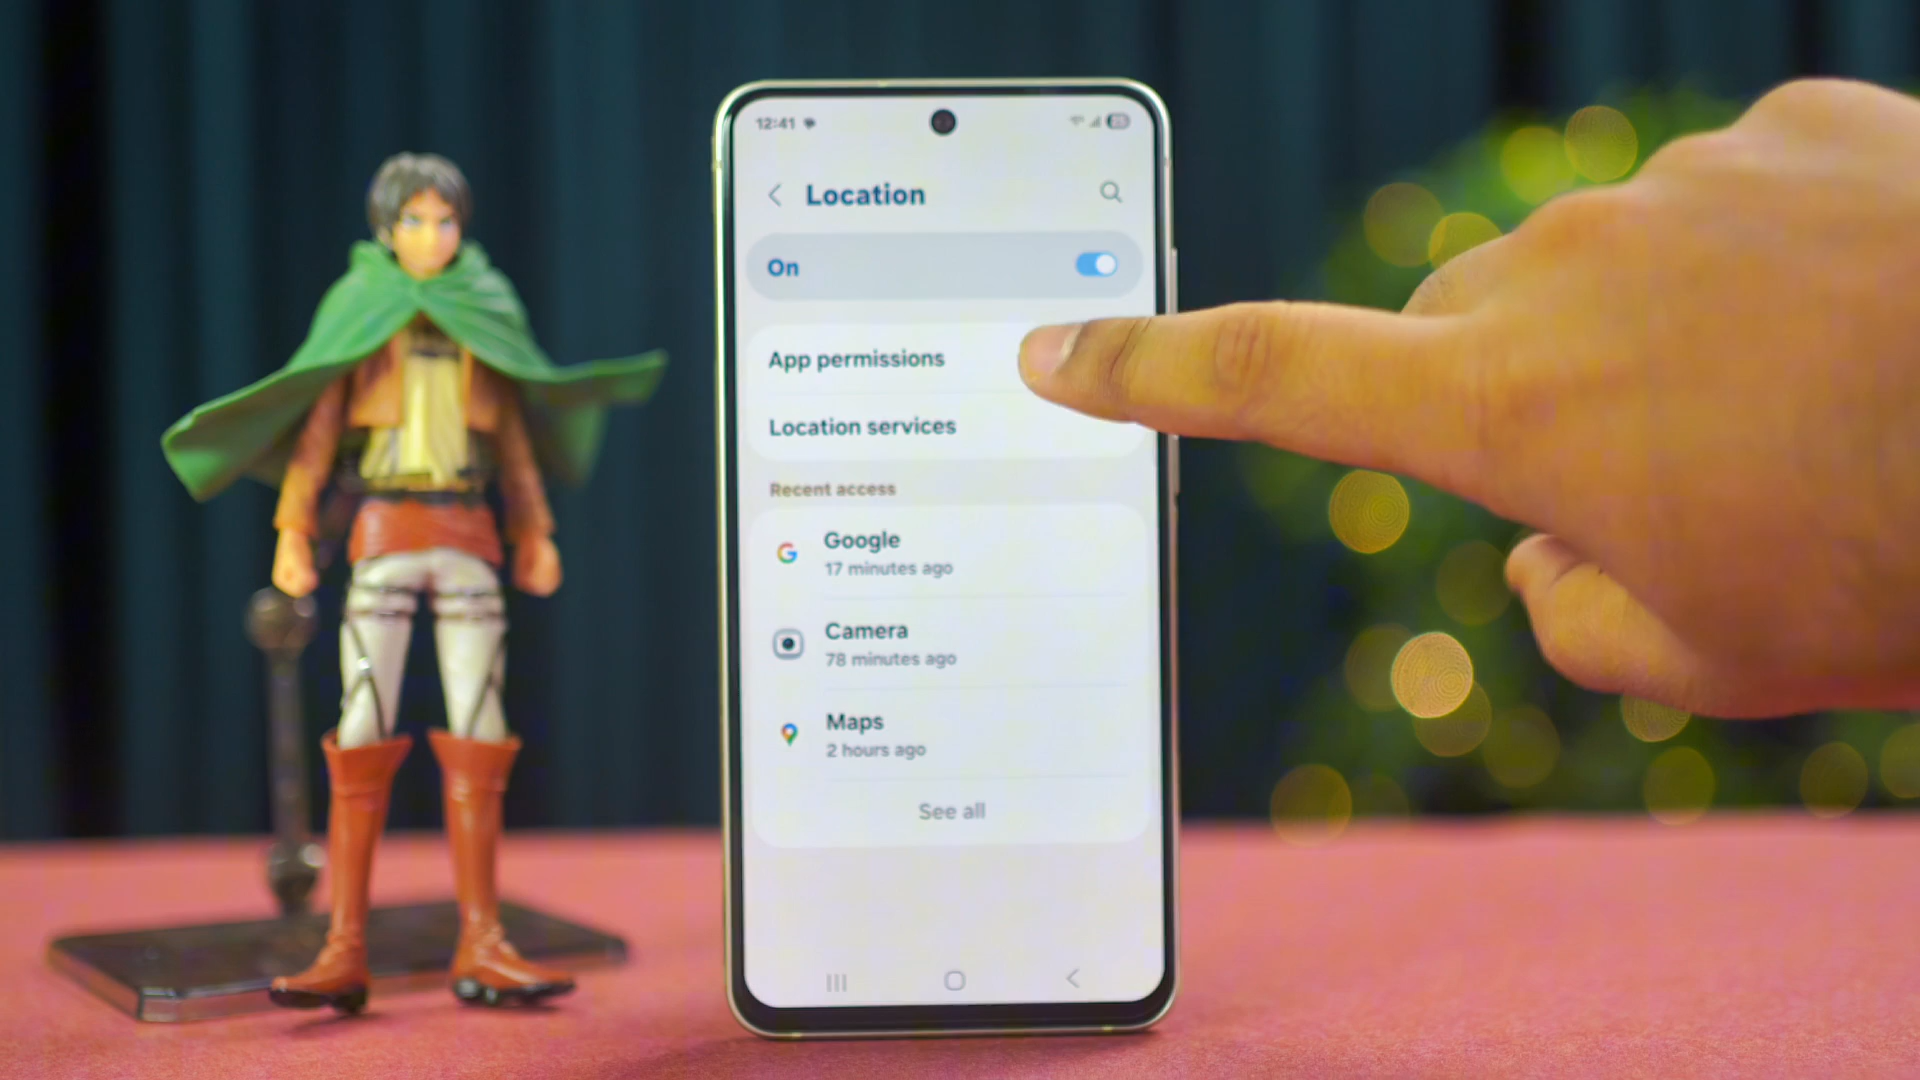 12:41
Location
On
App permissions
Location services
Recent access
Google
17 minutes ago
Camera
78 minutes ago
Maps
2 hours ago
See all